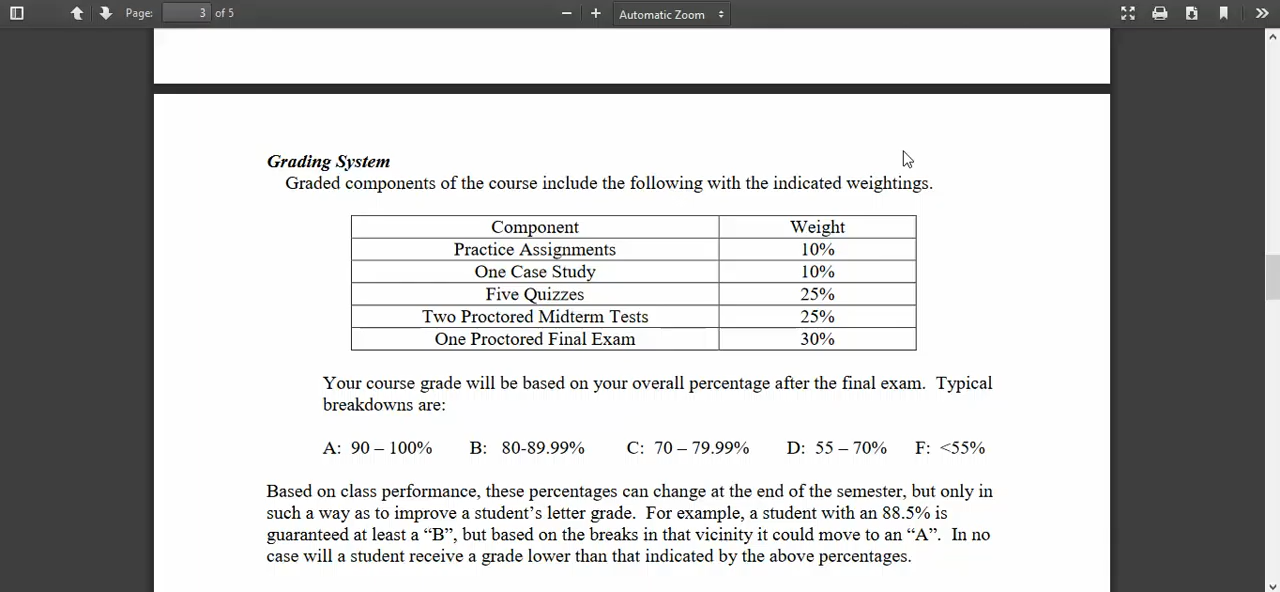 Page: 3 of 5 Automatic Zoom
Grading System
Graded components of the course include the following with the indicated weightings.
Component Weight
Practice Assignments 10%
One Case Study 10%
Five Quizzes 25%
Two Proctored Midterm Tests 25%
One Proctored Final Exam 30%
Your course grade will be based on your overall percentage after the final exam. Typical
breakdowns are:
A: 90 – 100% B: 80-89.99% C: 70 – 79.99% D: 55 – 70% F: <55%
Based on class performance, these percentages can change at the end of the semester, but only in
such a way as to improve a student’s letter grade. For example, a student with an 88.5% is
guaranteed at least a “B”, but based on the breaks in that vicinity it could move to an “A”. In no
case will a student receive a grade lower than that indicated by the above percentages.